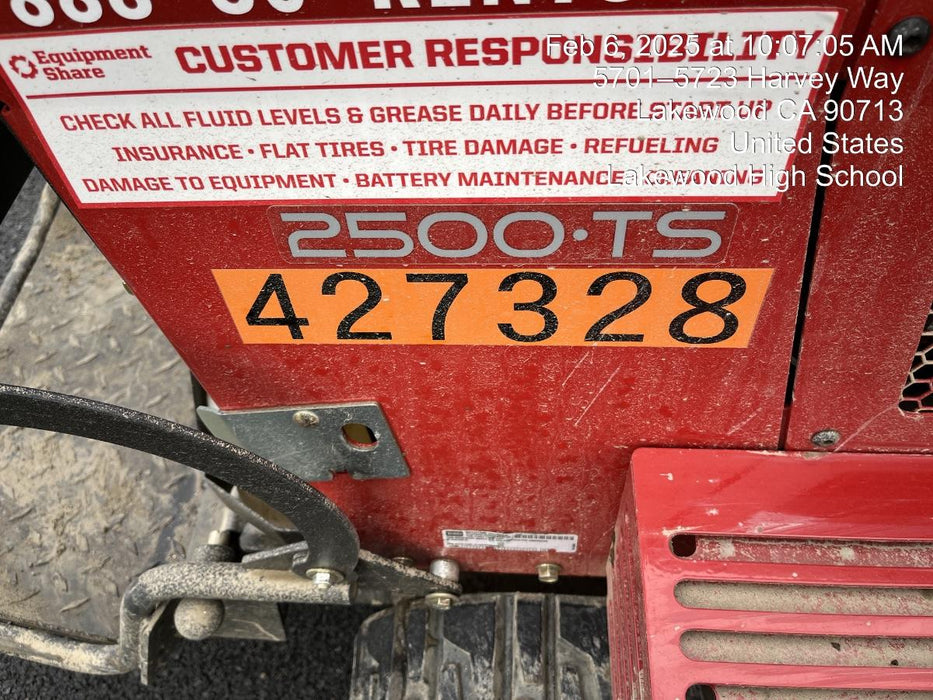 Equipment
Share
CUSTOMER RESPONSIBILITY
CHECK ALL FLUID LEVELS & GREASE DAILY BEFORE STARTUP
INSURANCE • FLAT TIRES • TIRE DAMAGE • REFUELING
DAMAGE TO EQUIPMENT • BATTERY MAINTENANCE
2500•TS
427328
Feb 6, 2025 at 10:07:05 AM
5701–5723 Harvey Way
Lakewood CA 90713
United States
Lakewood High School